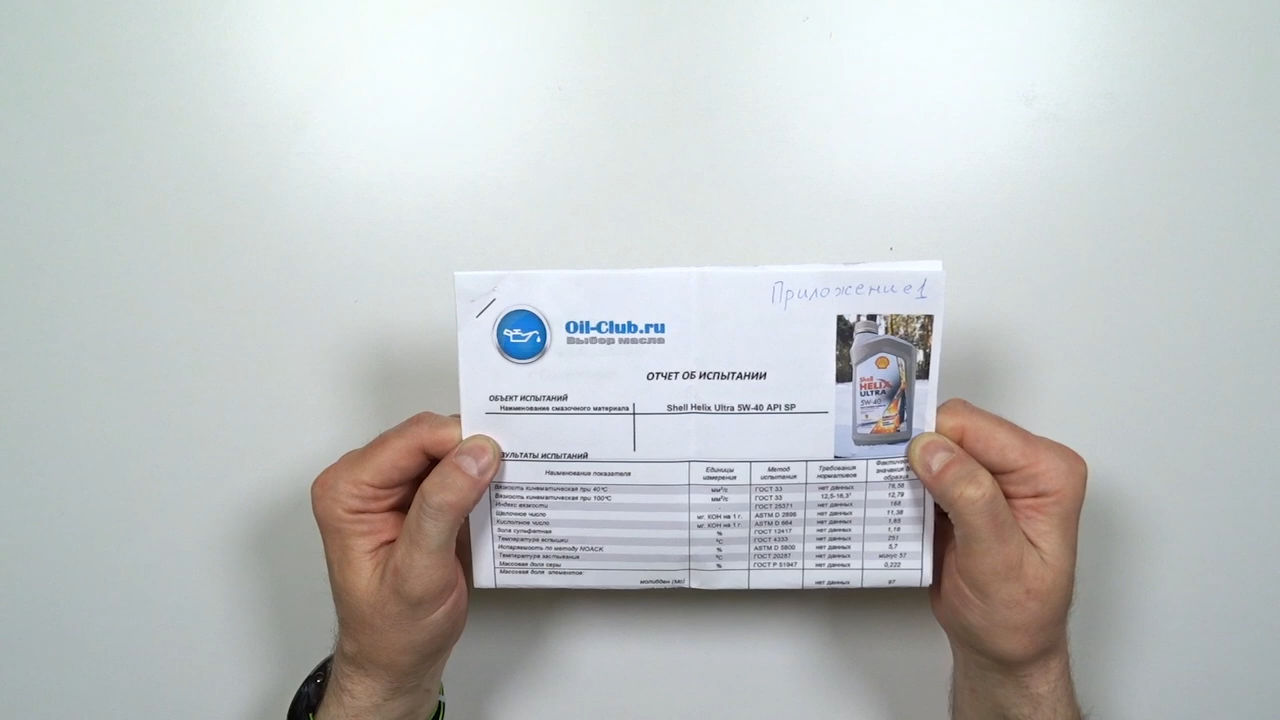 Приложение 1
Oil-Club.ru
Выбор масла
Shell
HELIX
ULTRA
5W-40
ОТЧЕТ ОБ ИСПЫТАНИИ
ОБЪЕКТ ИСПЫТАНИЙ
Наименование смазочного материала Shell Helix Ultra 5W-40 API SP
УЛЬТАТЫ ИСПЫТАНИЙ
Наименование показателя Единицы измерения Метод испытания Требования нормативов значения
Вязкость кинематическая при 40°С мм²/с ГОСТ 33 нет данных 78,58
Вязкость кинематическая при 100°С мм²/с ГОСТ 33 12,5-16,3 12,79
Индекс вязкости - ГОСТ 25371 нет данных 168
Щелочное число мг. КОН на 1 г. ASTM D 2896 нет данных 11,38
Кислотное число мг. КОН на 1 г. ASTM D 664 нет данных 1,65
Зола сульфатная % ГОСТ 12417 нет данных 1,18
Температура вспышки °С ГОСТ 4333 нет данных 251
Испаряемость по методу NOACK % ASTM D 5800 нет данных 5,7
Температура застывания °С ГОСТ 20287 нет данных минус 57
Массовая доля серы % ГОСТ Р 51947 нет данных 0,222
Массовая доля элементов:
молибден (Мо) нет данных 97